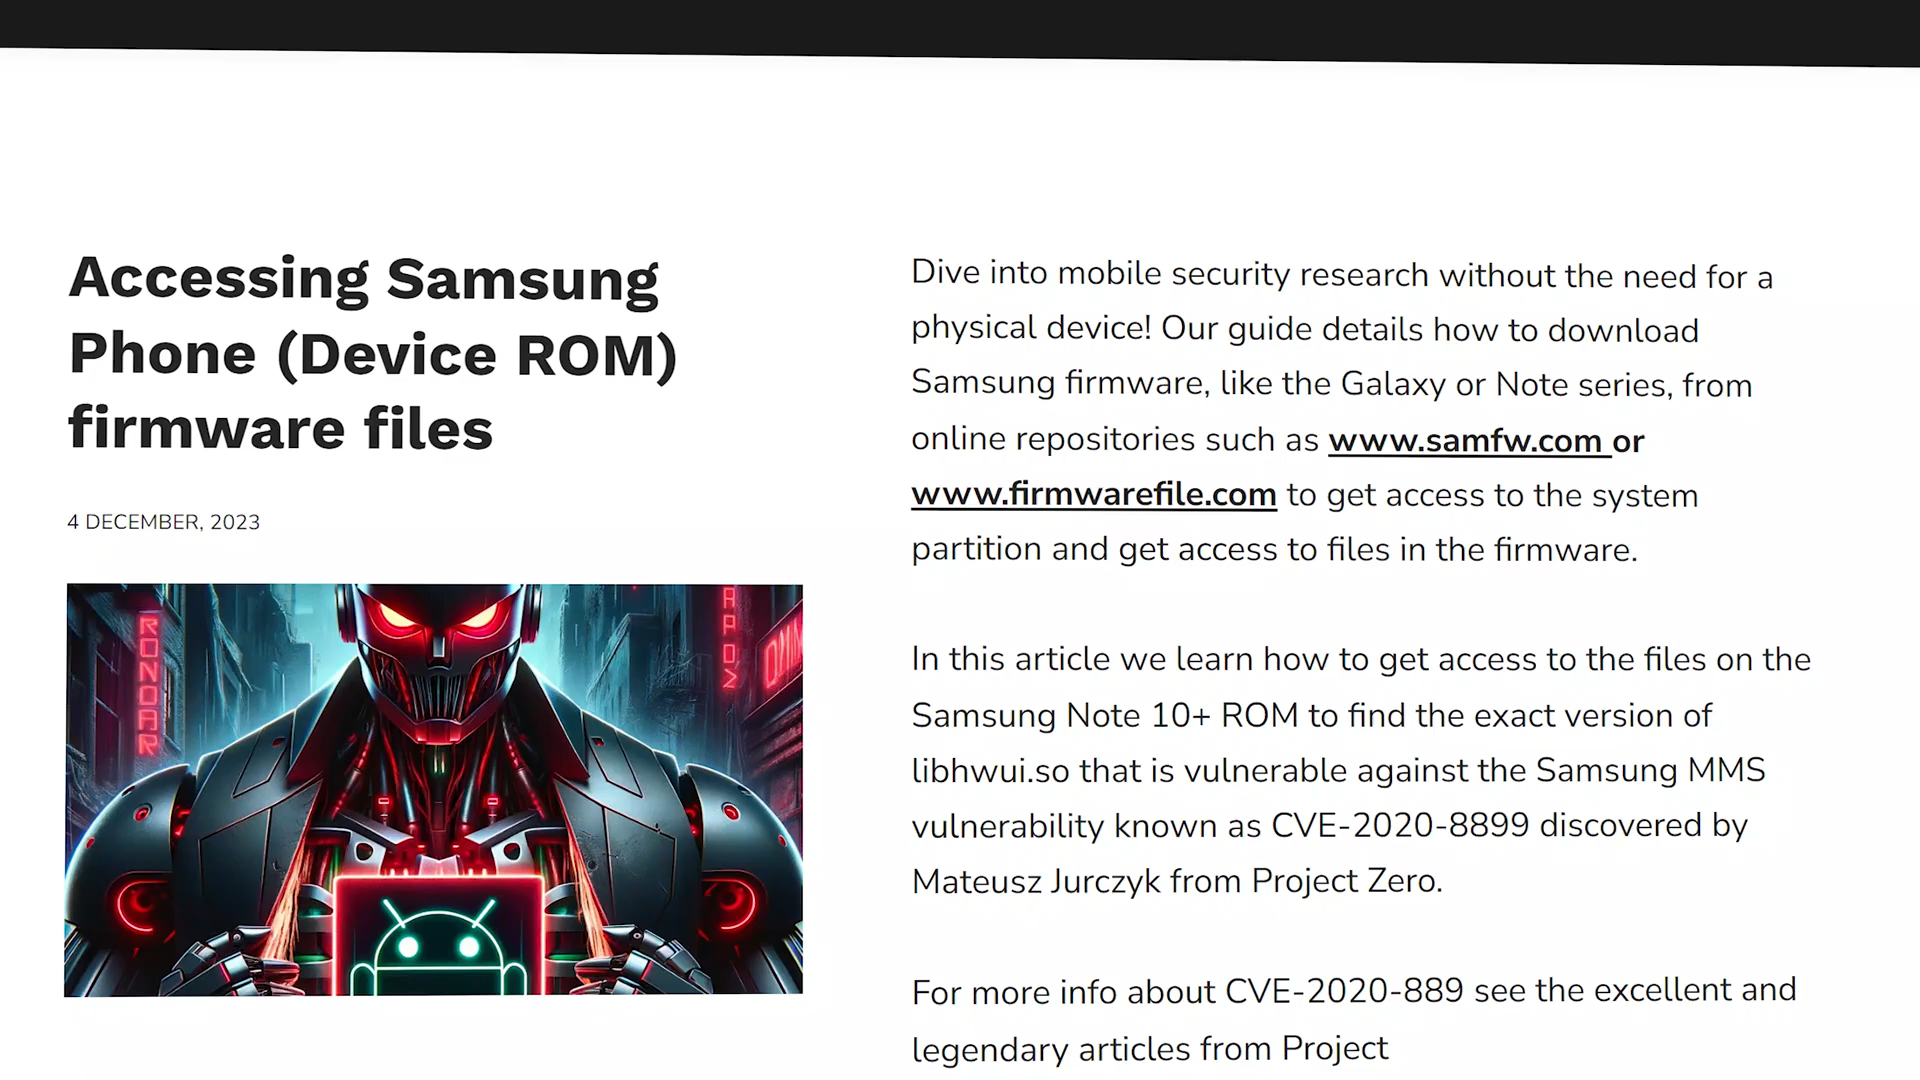 Accessing Samsung
Phone (Device ROM)
firmware files
4 DECEMBER, 2023
RONOAR
Dive into mobile security research without the need for a
physical device! Our guide details how to download
Samsung firmware, like the Galaxy or Note series, from
online repositories such as www.samfw.com or
www.firmwarefile.com to get access to the system
partition and get access to files in the firmware.
In this article we learn how to get access to the files on the
Samsung Note 10+ ROM to find the exact version of
libhwui.so that is vulnerable against the Samsung MMS
vulnerability known as CVE-2020-8899 discovered by
Mateusz Jurczyk from Project Zero.
For more info about CVE-2020-889 see the excellent and
legendary articles from Project